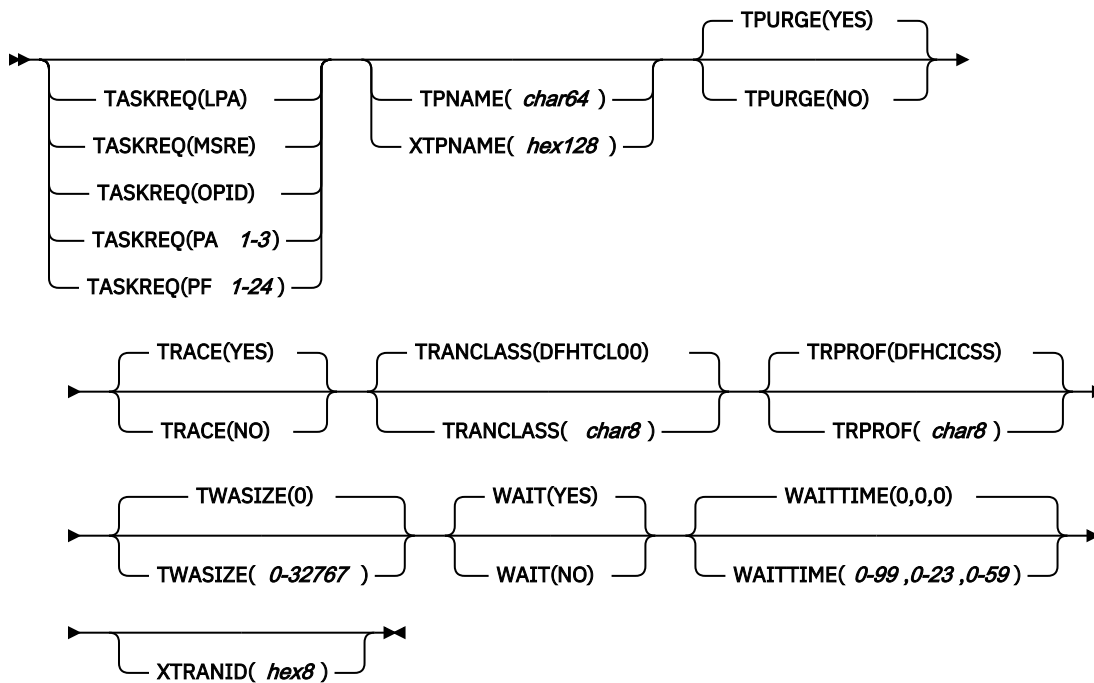 TPURGE(YES)
TASKREQ(LPA) TPNAME( char64 ) TPURGE(NO)
TASKREQ(MSRE) XTPNAME( hex128 )
TASKREQ(OPID)
TASKREQ(PA 1-3 )
TASKREQ(PF 1-24 )
TRACE(YES) TRANCLASS(DFHTCL00) TRPROF(DFHCICSS)
TRACE(NO) TRANCLASS( char8 ) TRPROF( char8 )
TWASIZE(0) WAIT(YES) WAITTIME(0,0,0)
TWASIZE( 0-32767 ) WAIT(NO) WAITTIME( 0-99 ,0-23 ,0-59 )
XTRANID( hex8 )